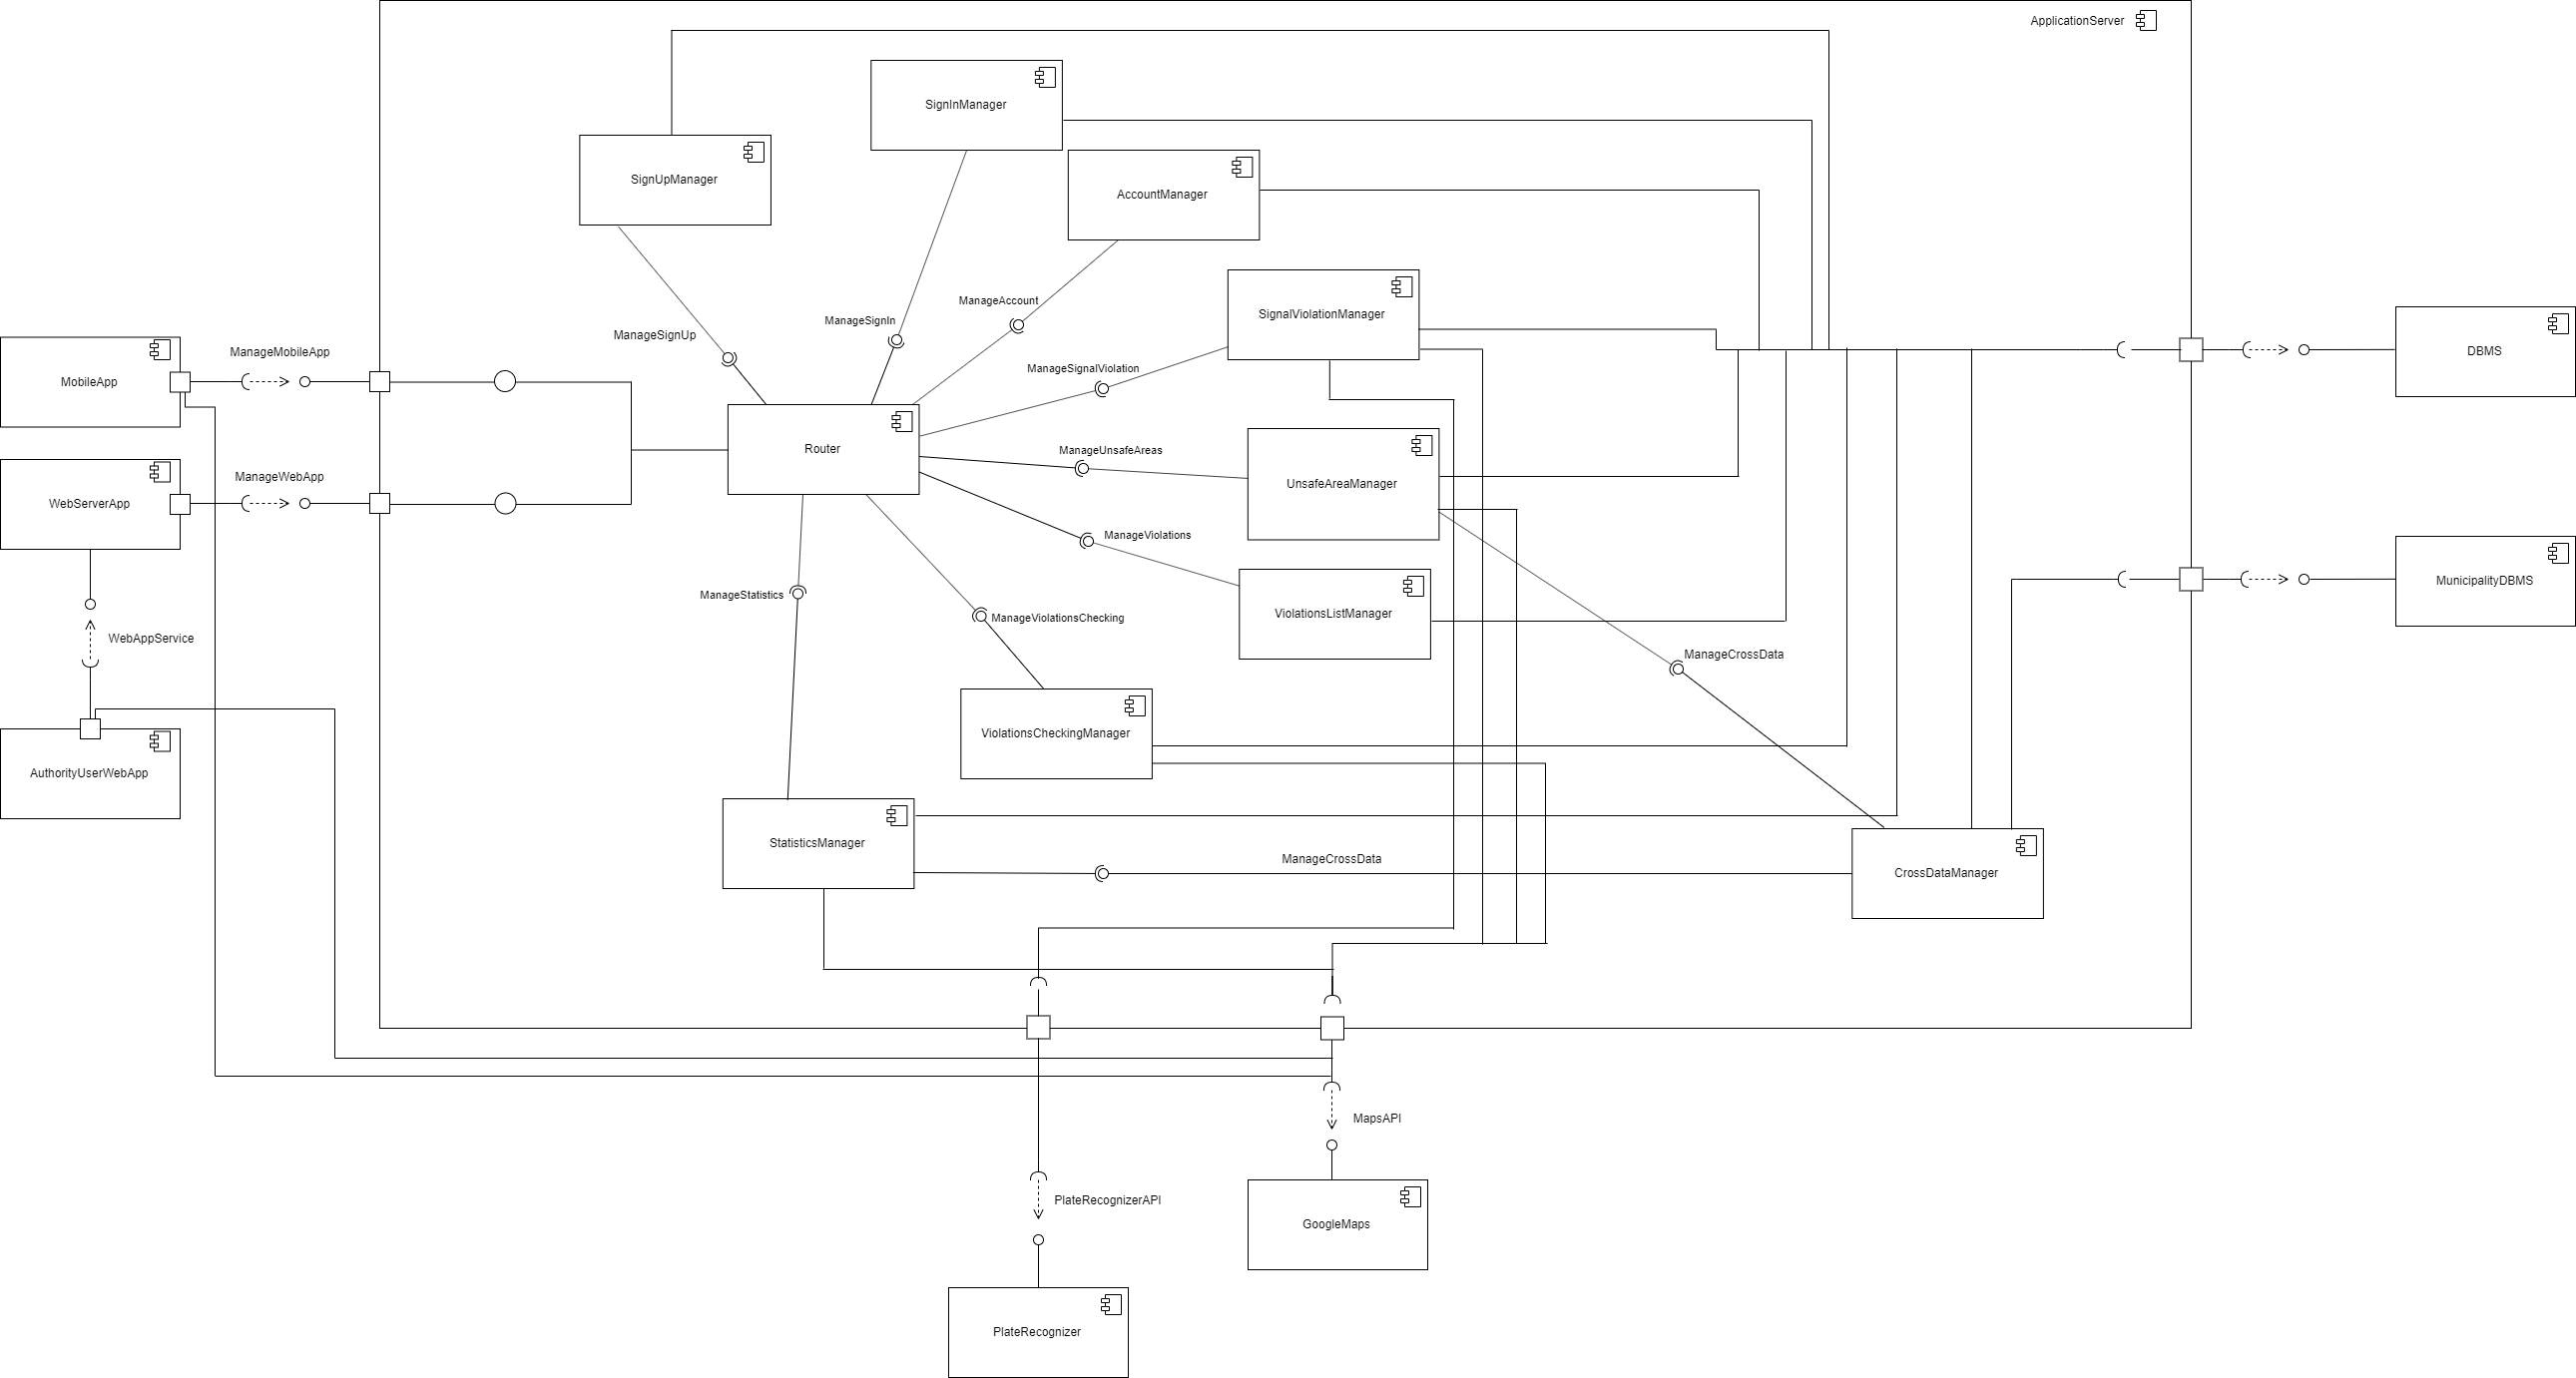 ApplicationServer
SignInManager
SignUpManager
AccountManager
ManageAccount
SignalViolationManager
ManageSignIn
ManageSignUp
MobileApp
ManageMobileApp
ManageSignalViolation
DBMS
Router
ManageUnsafeAreas
WebServerApp
ManageWebApp
UnsafeAreaManager
ManageViolations
MunicipalityDBMS
ManageStatistics
ManageViolationsChecking
ViolationsListManager
WebAppService
ManageCrossData
ViolationsCheckingManager
AuthorityUserWebApp
StatisticsManager
ManageCrossData
CrossDataManager
MapsAPI
PlateRecognizerAPI
GoogleMaps
PlateRecognizer